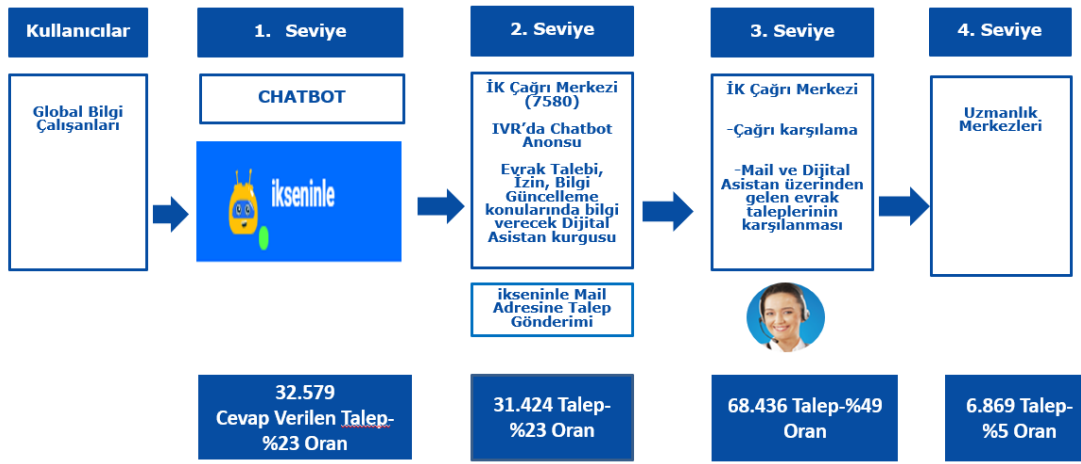 Kullanıcılar
1. Seviye
2. Seviye
3. Seviye
4. Seviye
Global Bilgi
Çalışanları
CHATBOT
ikseninle
İK Çağrı Merkezi
(7580)
IVR'da Chatbot
Anonsu
Evrak Talebi,
İzin, Bilgi
Güncelleme
konularında bilgi
verecek Dijital
Asistan kurgusu
ikseninle Mail
Adresine Talep
Gönderimi
İK Çağrı Merkezi
-Çağrı karşılama
-Mail ve Dijital
Asistan üzerinden
gelen evrak
taleplerinin
karşılanması
Uzmanlık
Merkezleri
32.579
Cevap Verilen Talep-
%23 Oran
31.424 Talep-
%23 Oran
68.436 Talep-%49
Oran
6.869 Talep-
%5 Oran